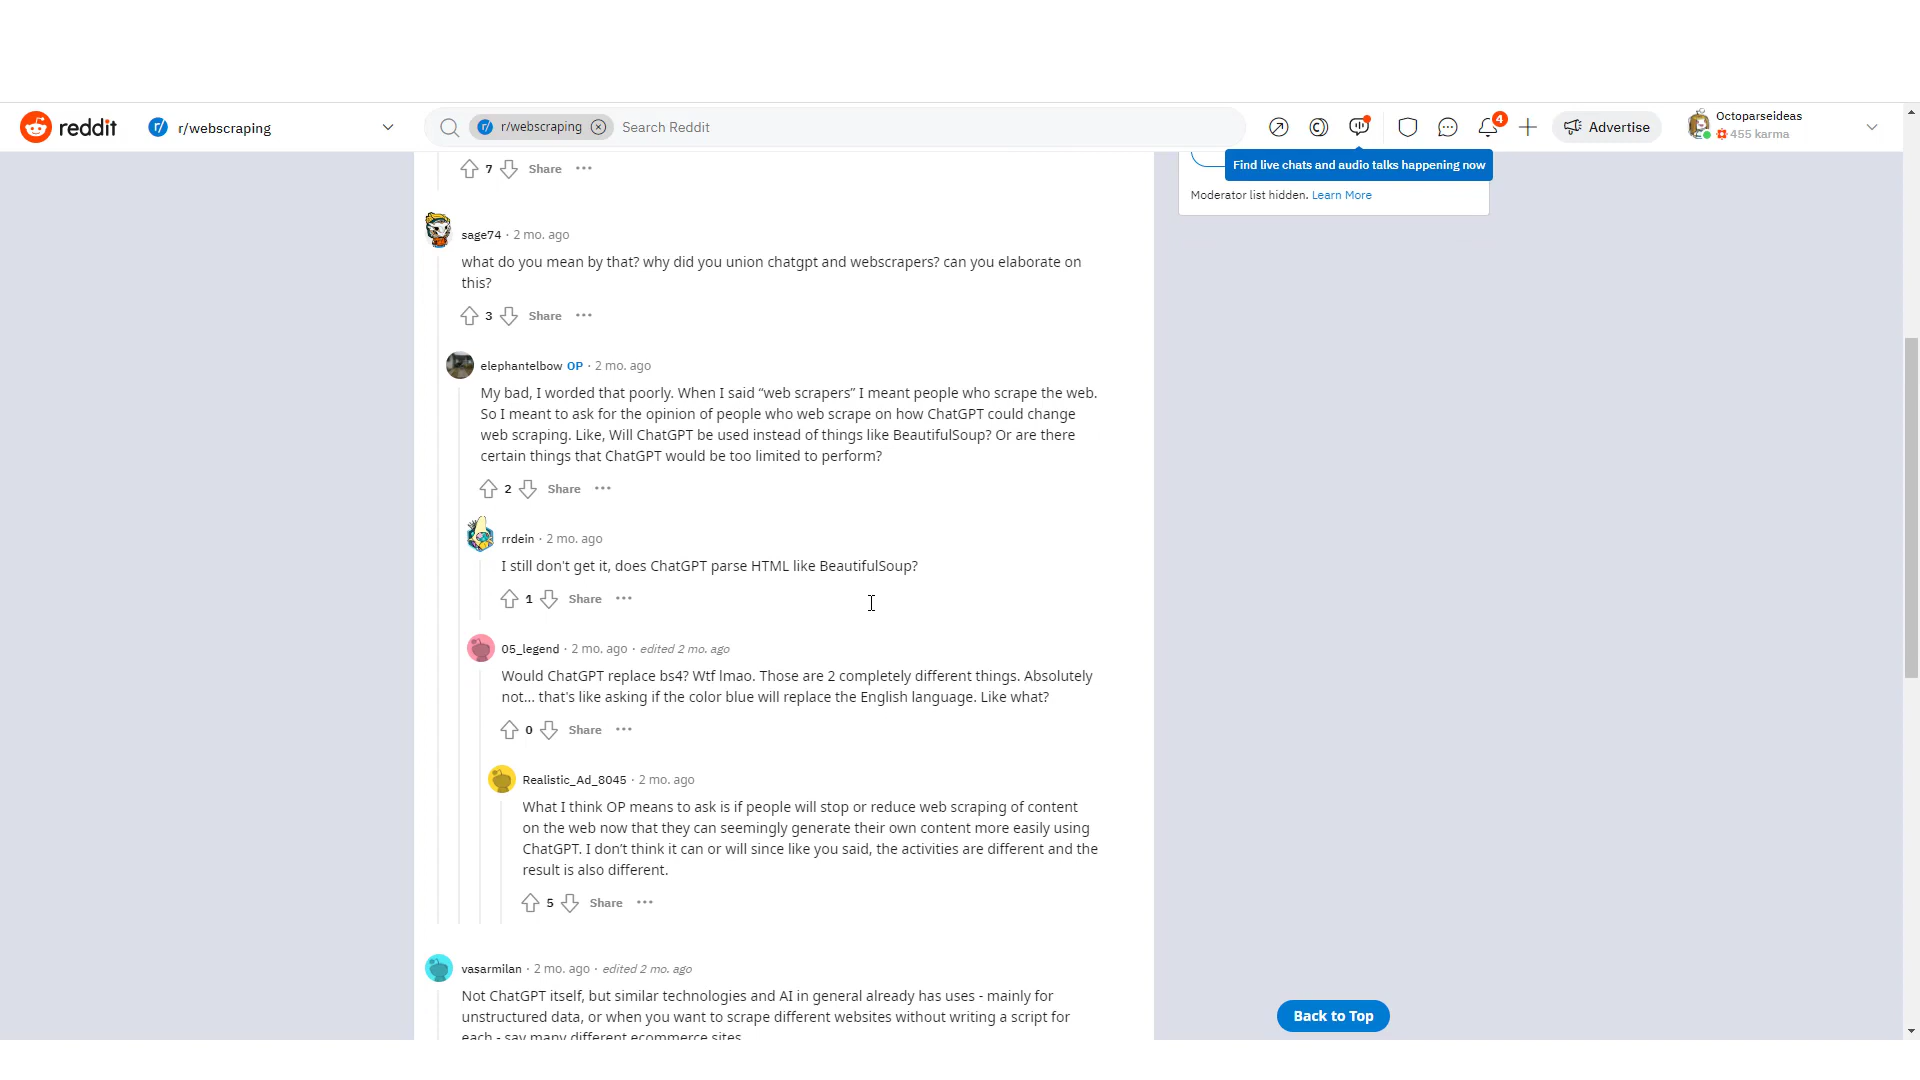 reddit
r/webscraping
r/webscraping
Search Reddit
4
Advertise
Octoparseideas
455 karma
Find live chats and audio talks happening now
Moderator list hidden. Learn More
7 Share
sage74 · 2 mo. ago
what do you mean by that? why did you union chatgpt and webscrapers? can you elaborate on
this?
3 Share
elephantelbow OP · 2 mo. ago
My bad, I worded that poorly. When I said “web scrapers” I meant people who scrape the web.
So I meant to ask for the opinion of people who web scrape on how ChatGPT could change
web scraping. Like, Will ChatGPT be used instead of things like BeautifulSoup? Or are there
certain things that ChatGPT would be too limited to perform?
2 Share
rrdein · 2 mo. ago
I still don't get it, does ChatGPT parse HTML like BeautifulSoup?
1 Share
05_legend · 2 mo. ago · edited 2 mo. ago
Would ChatGPT replace bs4? Wtf lmao. Those are 2 completely different things. Absolutely
not... that's like asking if the color blue will replace the English language. Like what?
0 Share
Realistic_Ad_8045 · 2 mo. ago
What I think OP means to ask is if people will stop or reduce web scraping of content
on the web now that they can seemingly generate their own content more easily using
ChatGPT. I don’t think it can or will since like you said, the activities are different and the
result is also different.
5 Share
vasarmilan · 2 mo. ago · edited 2 mo. ago
Not ChatGPT itself, but similar technologies and AI in general already has uses - mainly for
unstructured data, or when you want to scrape different websites without writing a script for
each - say many different ecommerce sites
Back to Top